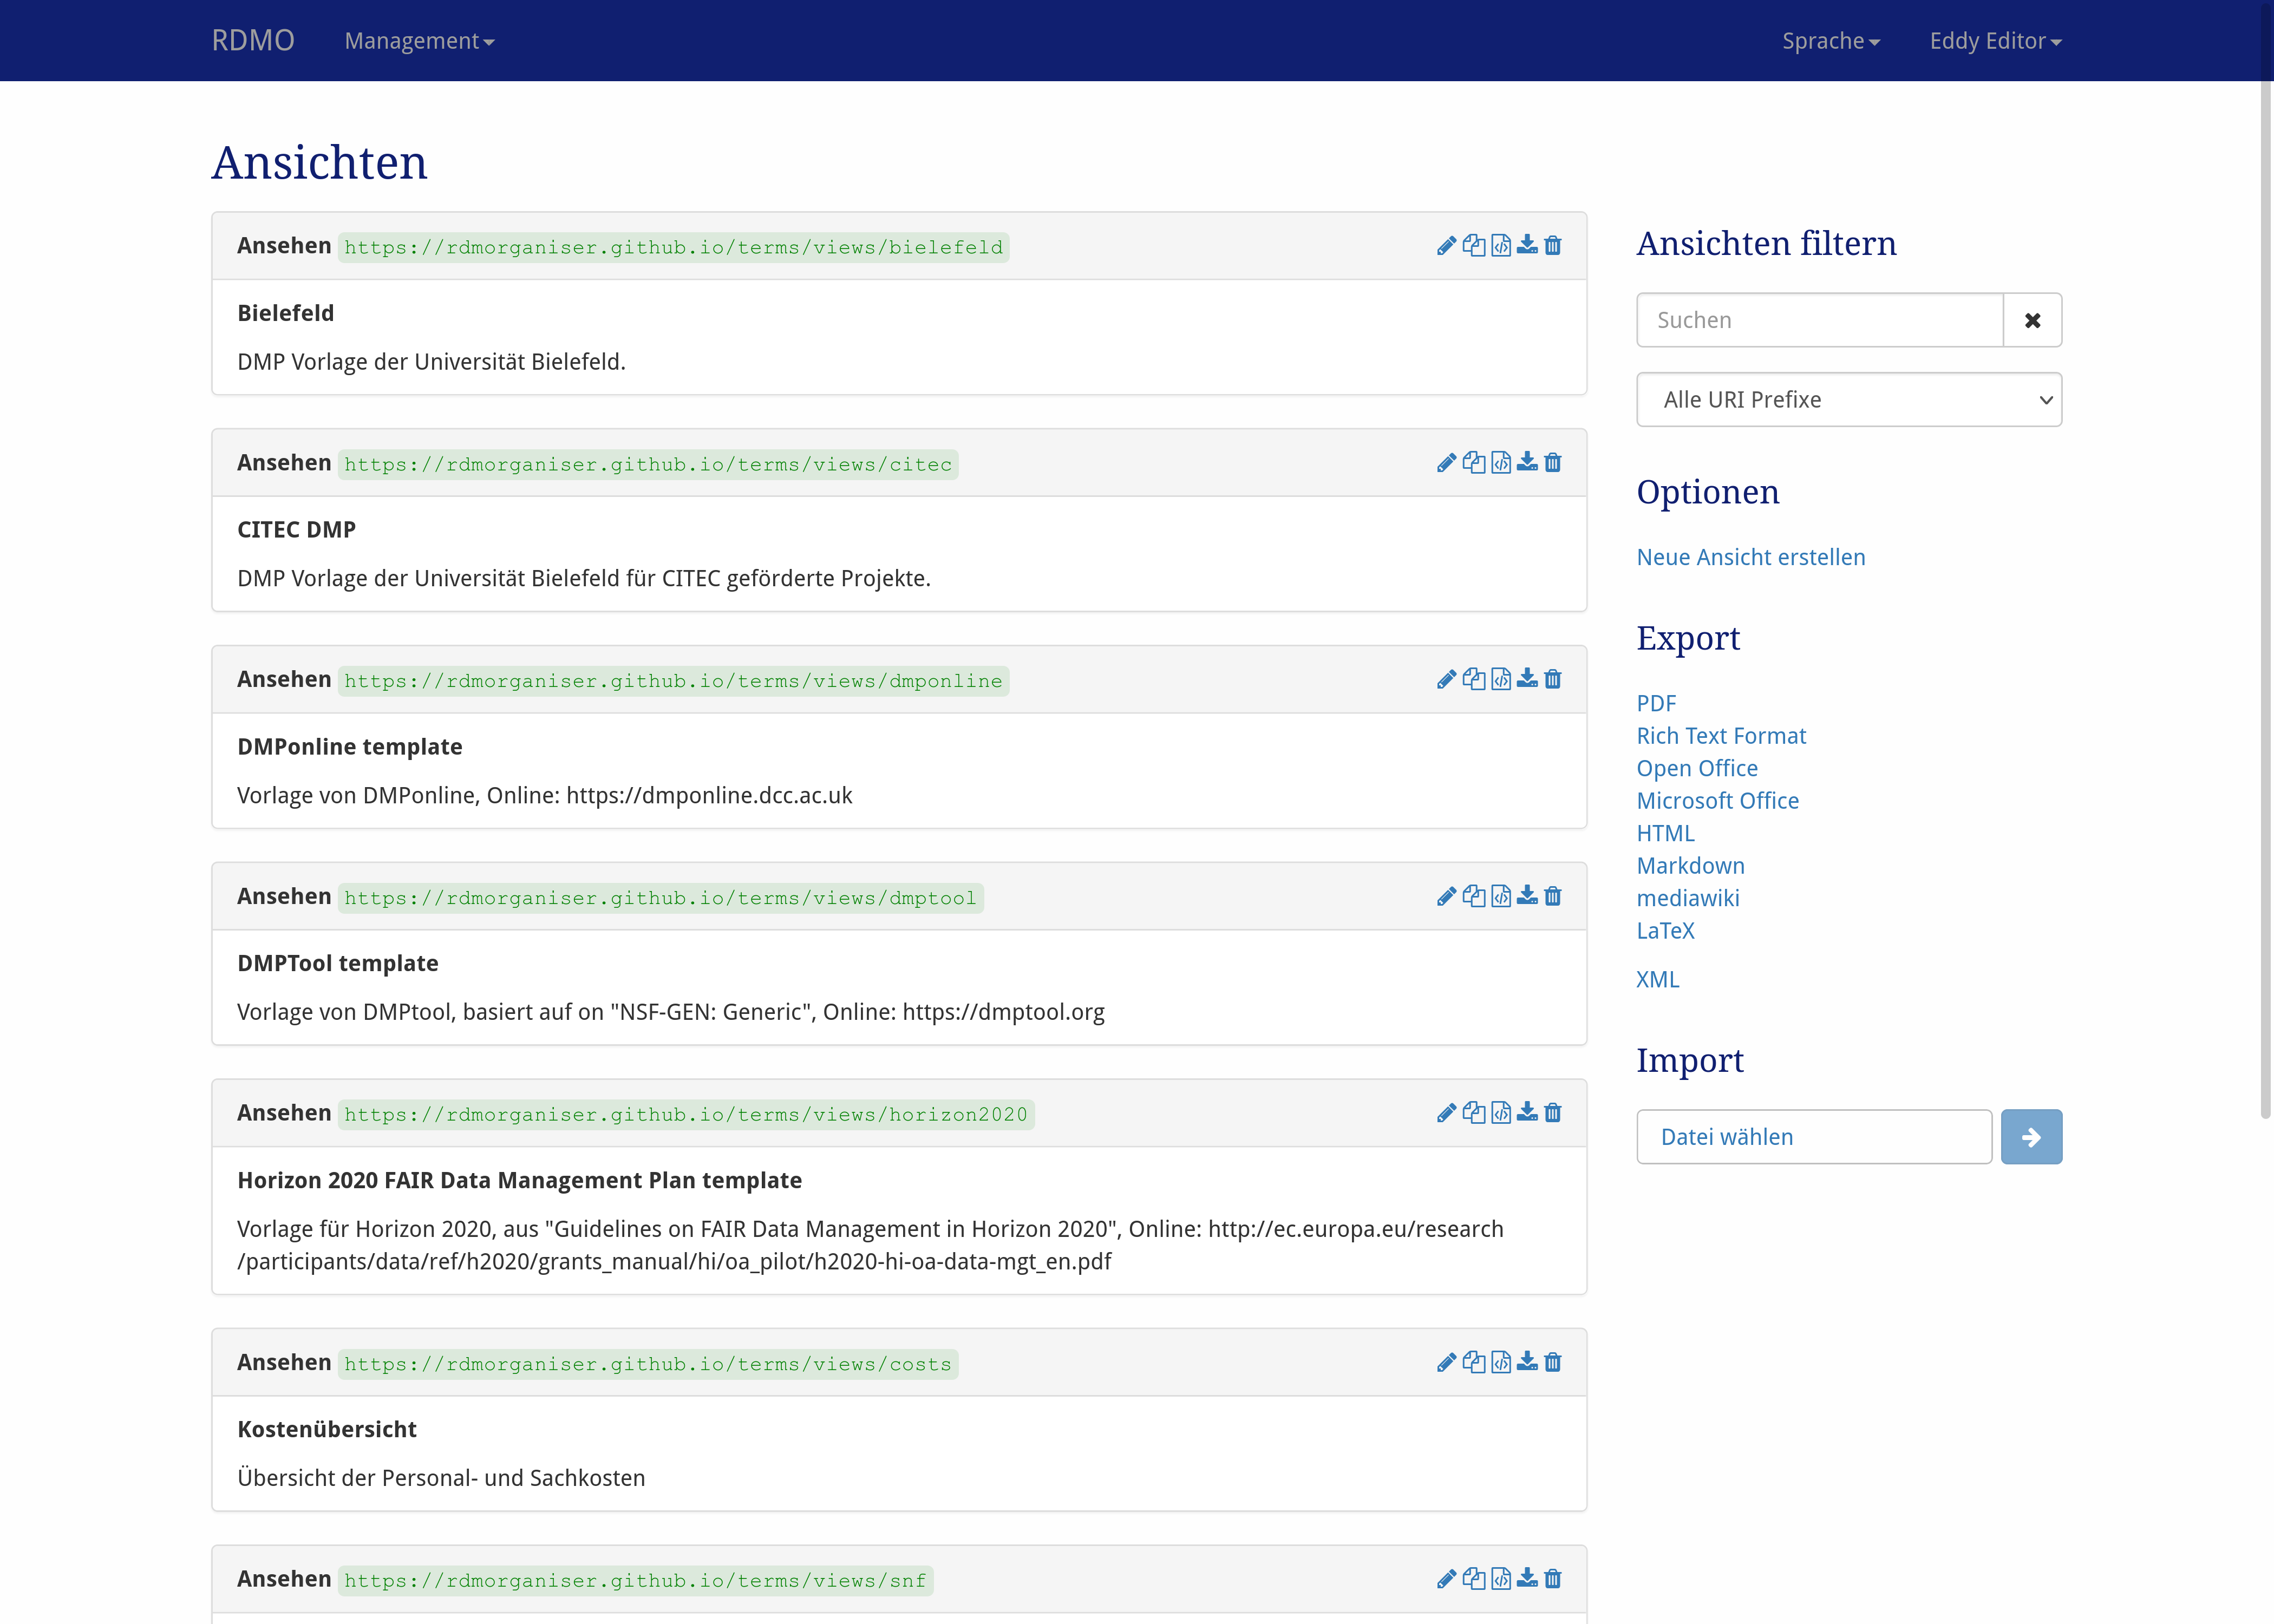 RDMO Management Sprache Eddy Editor
Ansichten
Ansehen https://rdmorganiser.github.io/terms/views/bielefeld
Bielefeld
DMP Vorlage der Universität Bielefeld.
Ansehen https://rdmorganiser.github.io/terms/views/citec
CITEC DMP
DMP Vorlage der Universität Bielefeld für CITEC geförderte Projekte.
Ansehen https://rdmorganiser.github.io/terms/views/dmponline
DMPonline template
Vorlage von DMPonline, Online: https://dmponline.dcc.ac.uk
Ansehen https://rdmorganiser.github.io/terms/views/dmptool
DMPTool template
Vorlage von DMPtool, basiert auf on "NSF-GEN: Generic", Online: https://dmptool.org
Ansehen https://rdmorganiser.github.io/terms/views/horizon2020
Horizon 2020 FAIR Data Management Plan template
Vorlage für Horizon 2020, aus "Guidelines on FAIR Data Management in Horizon 2020", Online: http://ec.europa.eu/research
/participants/data/ref/h2020/grants_manual/hi/oa_pilot/h2020-hi-oa-data-mgt_en.pdf
Ansehen https://rdmorganiser.github.io/terms/views/costs
Kostenübersicht
Übersicht der Personal- und Sachkosten
Ansehen https://rdmorganiser.github.io/terms/views/snf
Ansichten filtern
Suchen
Alle URI Prefixe
Optionen
Neue Ansicht erstellen
Export
PDF
Rich Text Format
Open Office
Microsoft Office
HTML
Markdown
mediawiki
LaTeX
XML
Import
Datei wählen